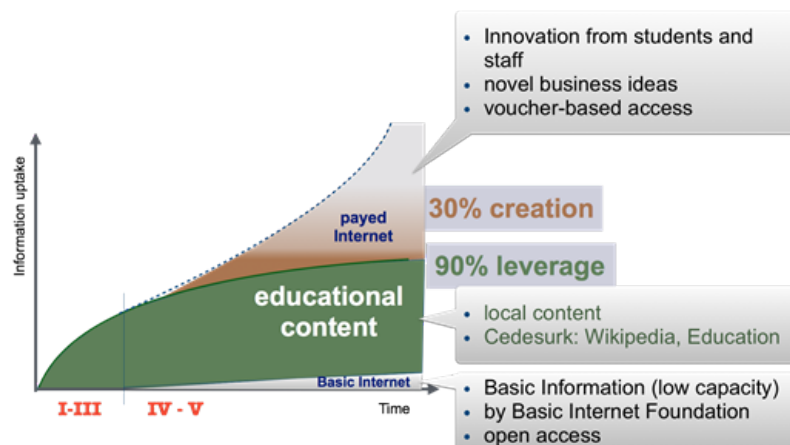 • Innovation from students and
staff
• novel business ideas
• voucher-based access
Information uptake
payed
Internet
30% creation
90% leverage
educational
content
• local content
• Cedesurk: Wikipedia, Education
Basic Internet
• Basic Information (low capacity)
• by Basic Internet Foundation
• open access
I-III
IV - V
Time